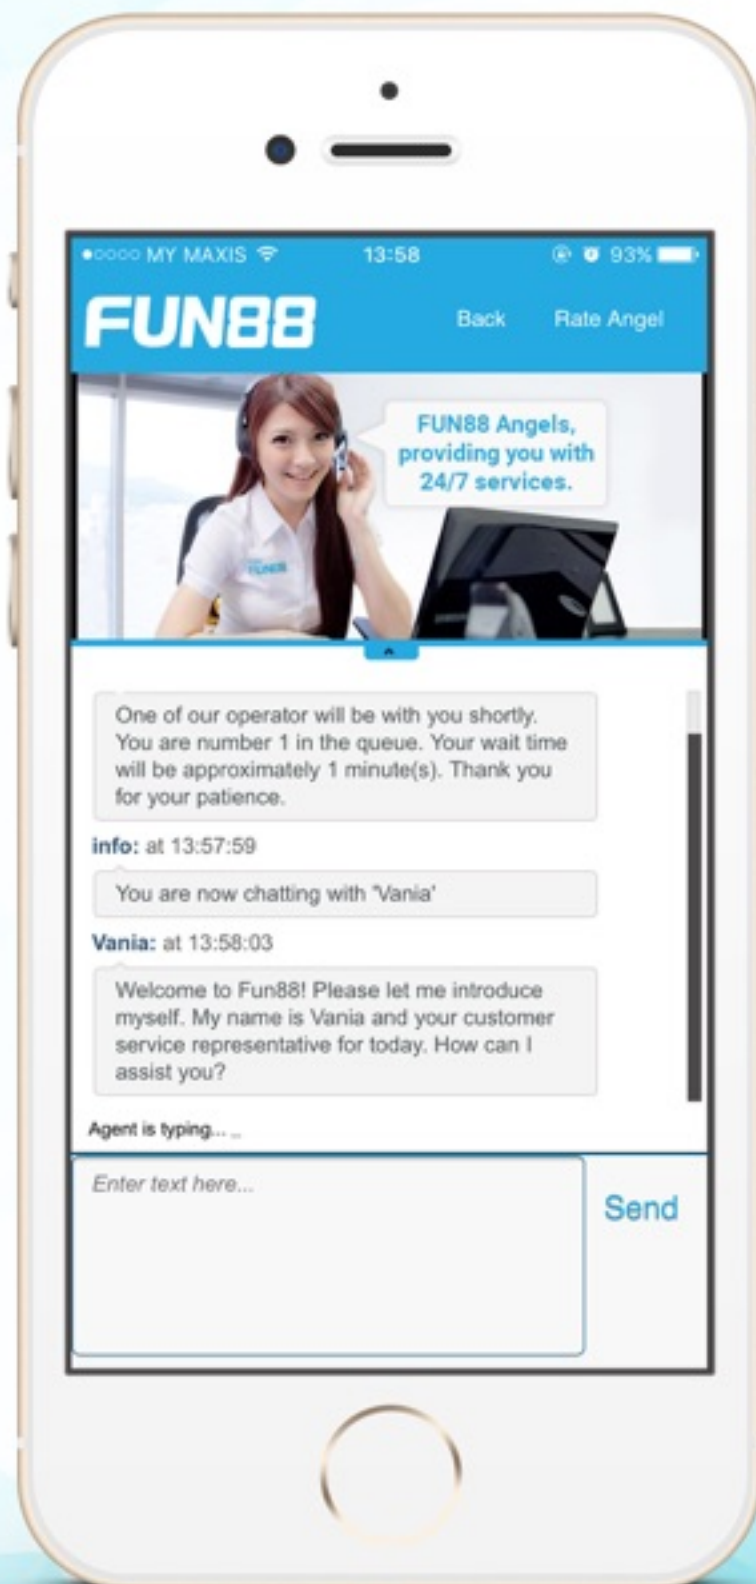 MY MAXIS 13:58 93%
FUN88 Back Rate Angel
FUN88 Angels,
providing you with
24/7 services.
FUN88
One of our operator will be with you shortly.
You are number 1 in the queue. Your wait time
will be approximately 1 minute(s). Thank you
for your patience.
info: at 13:57:59
You are now chatting with 'Vania'
Vania: at 13:58:03
Welcome to Fun88! Please let me introduce
myself. My name is Vania and your customer
service representative for today. How can I
assist you?
Agent is typing... ..
Enter text here...
Send